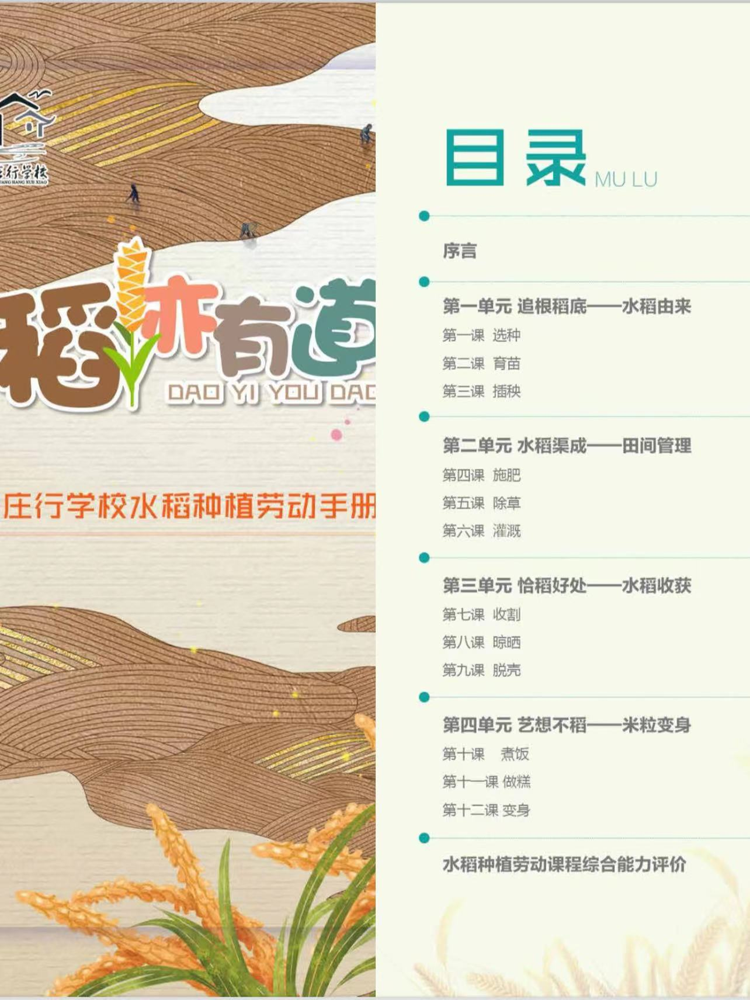 行学校
UANG HANG XUE XIAO
稻亦有道
DAO YI YOU DAO
庄行学校水稻种植劳动手册
目录 MU LU
序言
第一单元 追根稻底——水稻由来
第一课 选种
第二课 育苗
第三课 插秧
第二单元 水稻渠成——田间管理
第四课 施肥
第五课 除草
第六课 灌溉
第三单元 恰稻好处——水稻收获
第七课 收割
第八课 晾晒
第九课 脱壳
第四单元 艺想不稻——米粒变身
第十课 煮饭
第十一课 做糕
第十二课 变身
水稻种植劳动课程综合能力评价